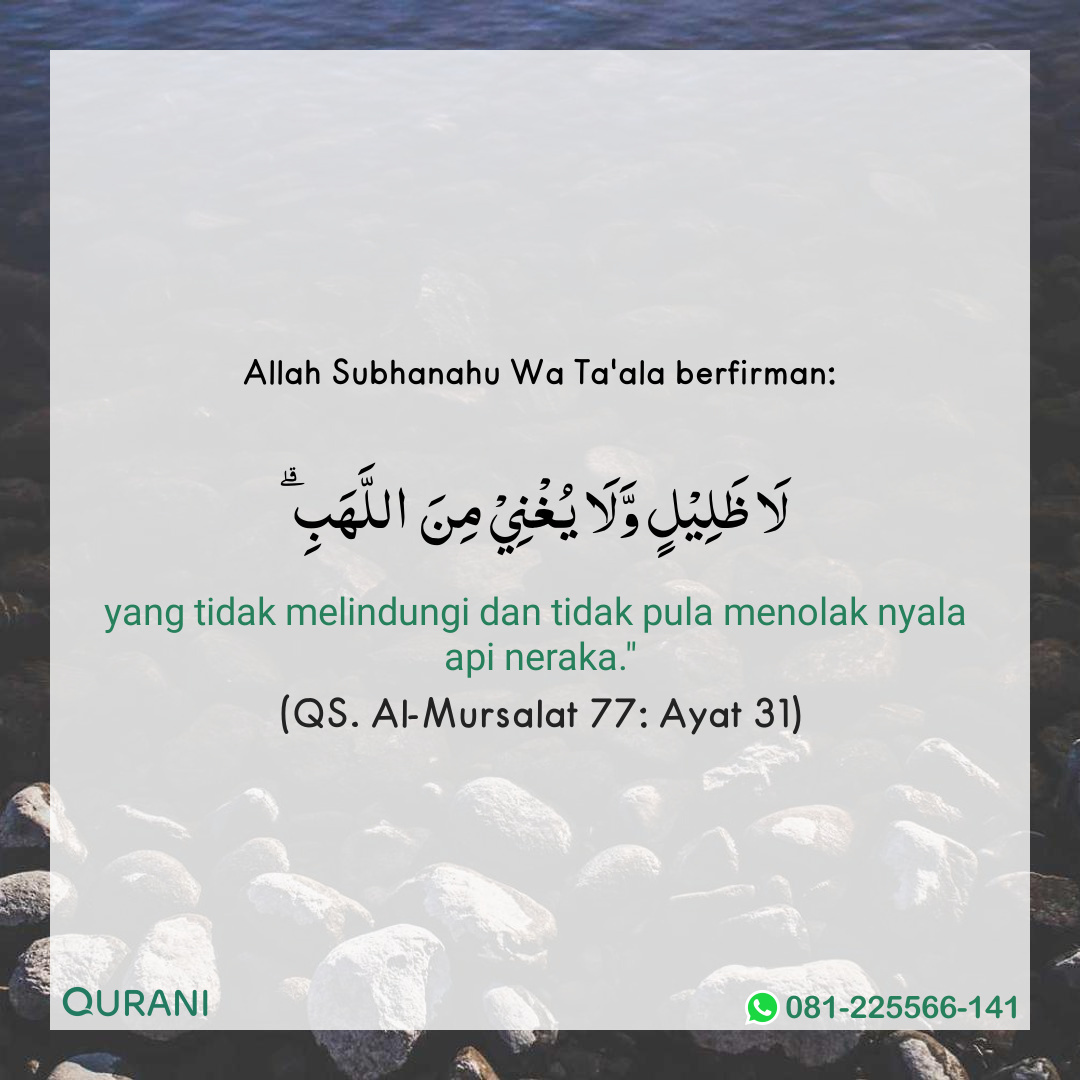 Allah Subhanahu Wa Ta'ala berfirman:
لَا ظَلِيْلٍ وَّلَا يُغْنِيْ مِنَ اللَّهَبِۗ
yang tidak melindungi dan tidak pula menolak nyala
api neraka."
(QS. Al-Mursalat 77: Ayat 31)
QURANI
081-225566-141